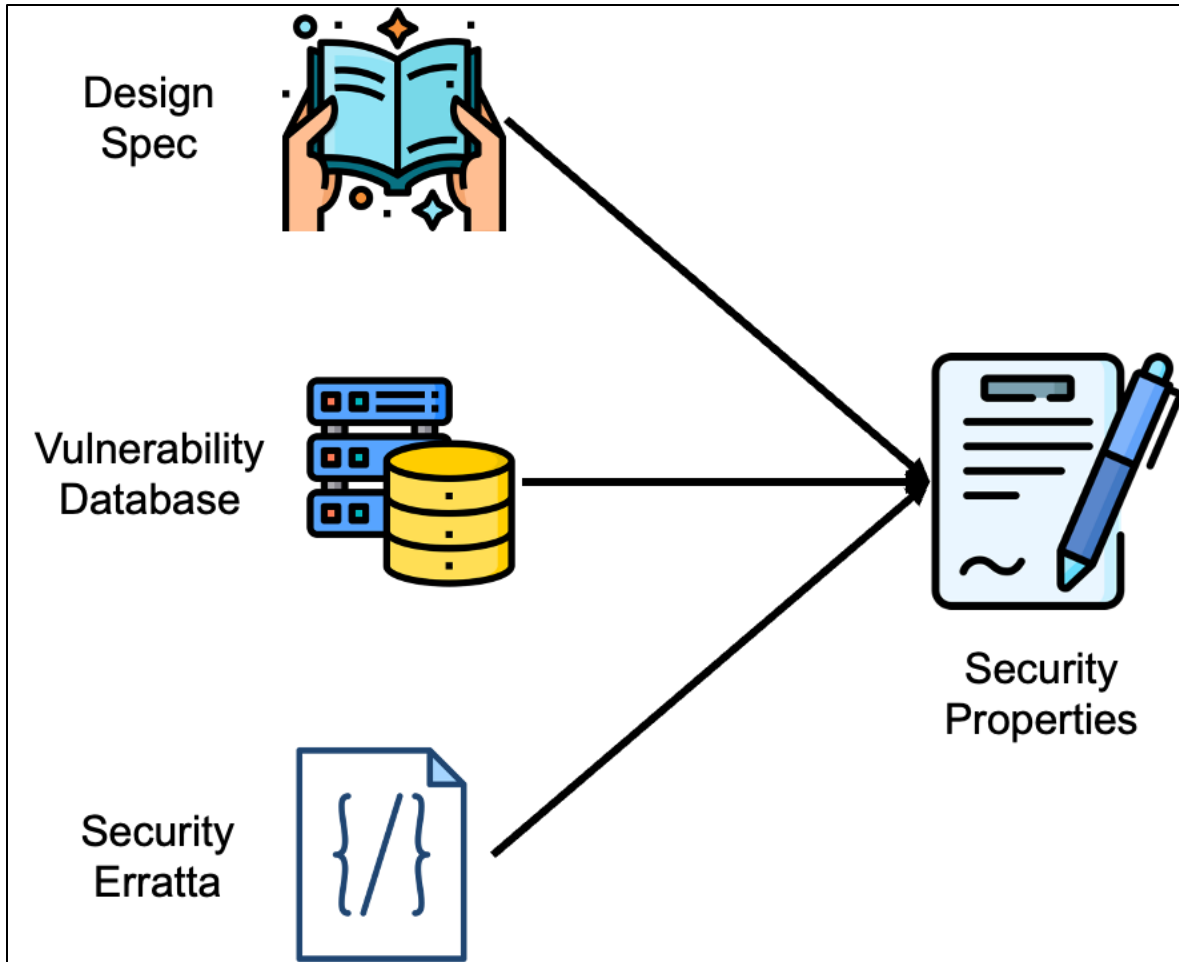 Design
Spec
Vulnerability
Database
Security
Properties
Security
Erratta